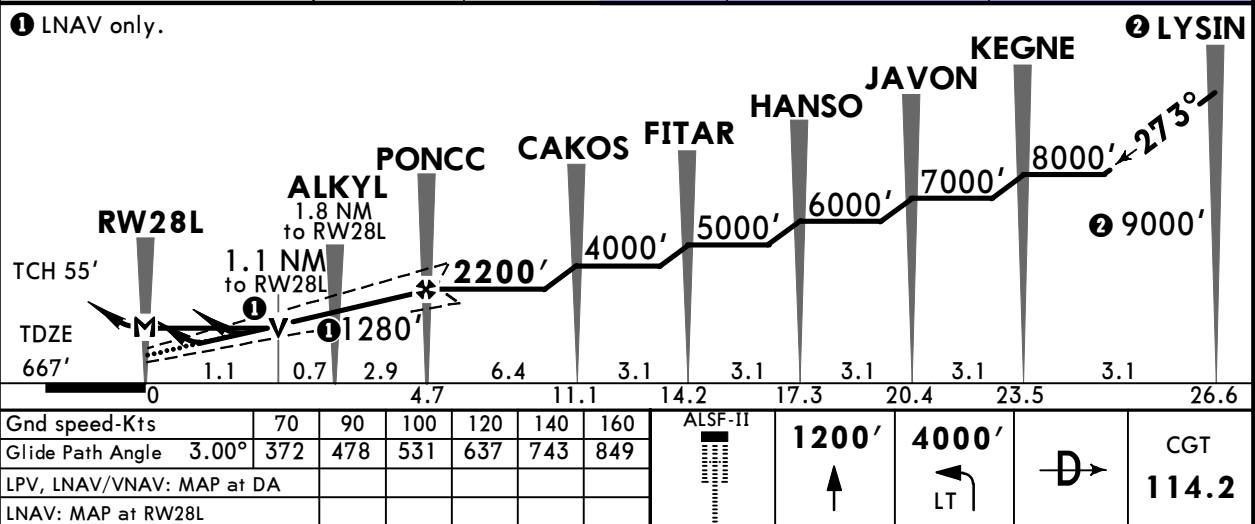 ❶ LNAV only.
❷ LYSIN
KEGNE
JAVON
HANSO
FITAR
CAKOS
PONCC
ALKYL
1.8 NM
to RW28L
RW28L
1.1 NM
to RW28L
TCH 55'
TDZE
667'
❶
M
V
❶1280'
2200'
4000'
5000'
6000'
7000'
8000'
273°
❷ 9000'
1.1 0.7 2.9 6.4 3.1 3.1 3.1 3.1 3.1
0 4.7 11.1 14.2 17.3 20.4 23.5 26.6
Gnd speed-Kts 70 90 100 120 140 160
Glide Path Angle 3.00° 372 478 531 637 743 849
LPV, LNAV/VNAV: MAP at DA
LNAV: MAP at RW28L
ALSF-II
1200'
4000'
LT
D
CGT
114.2